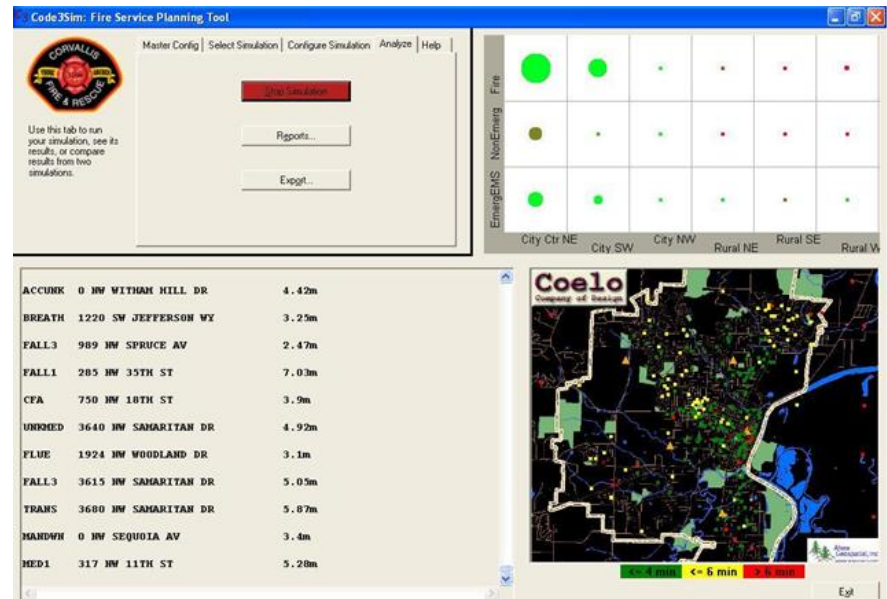 Code3Sim: Fire Service Planning Tool
CORVALLIS
FIRE & RESCUE
Master Config Select Simulation Configure Simulation Analyze Help
Stop Simulation
Use this tab to run
your simulation, see its
results, or compare
results from two
simulations.
Reports...
Export...
Fire
NonEmerg
EmergEMS
City Ctr NE City SW City NW Rural NE Rural SE Rural W
ACCUNK 0 NW WITHAM HILL DR 4.42m
BREATH 1220 SW JEFFERSON WY 3.25m
FALL3 989 NW SPRUCE AV 2.47m
FALL1 285 NW 35TH ST 7.03m
CFA 750 NW 18TH ST 3.9m
UNKMED 3640 NW SAMARITAN DR 4.92m
FLUE 1924 NW WOODLAND DR 3.1m
FALL3 3615 NW SAMARITAN DR 5.05m
TRANS 3680 NW SAMARITAN DR 5.87m
MANDWN 0 NW SEQUOIA AV 3.4m
MED1 317 NW 11TH ST 5.28m
Coelo
Company of Design
Geospatial, Inc
<= 4 min <= 6 min > 6 min
Exit